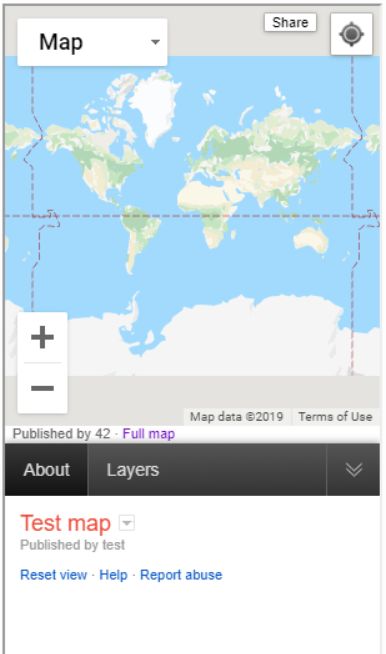 Map
Share
Map data ©2019 Terms of Use
Published by 42 · Full map
About Layers
Test map
Published by test
Reset view · Help · Report abuse